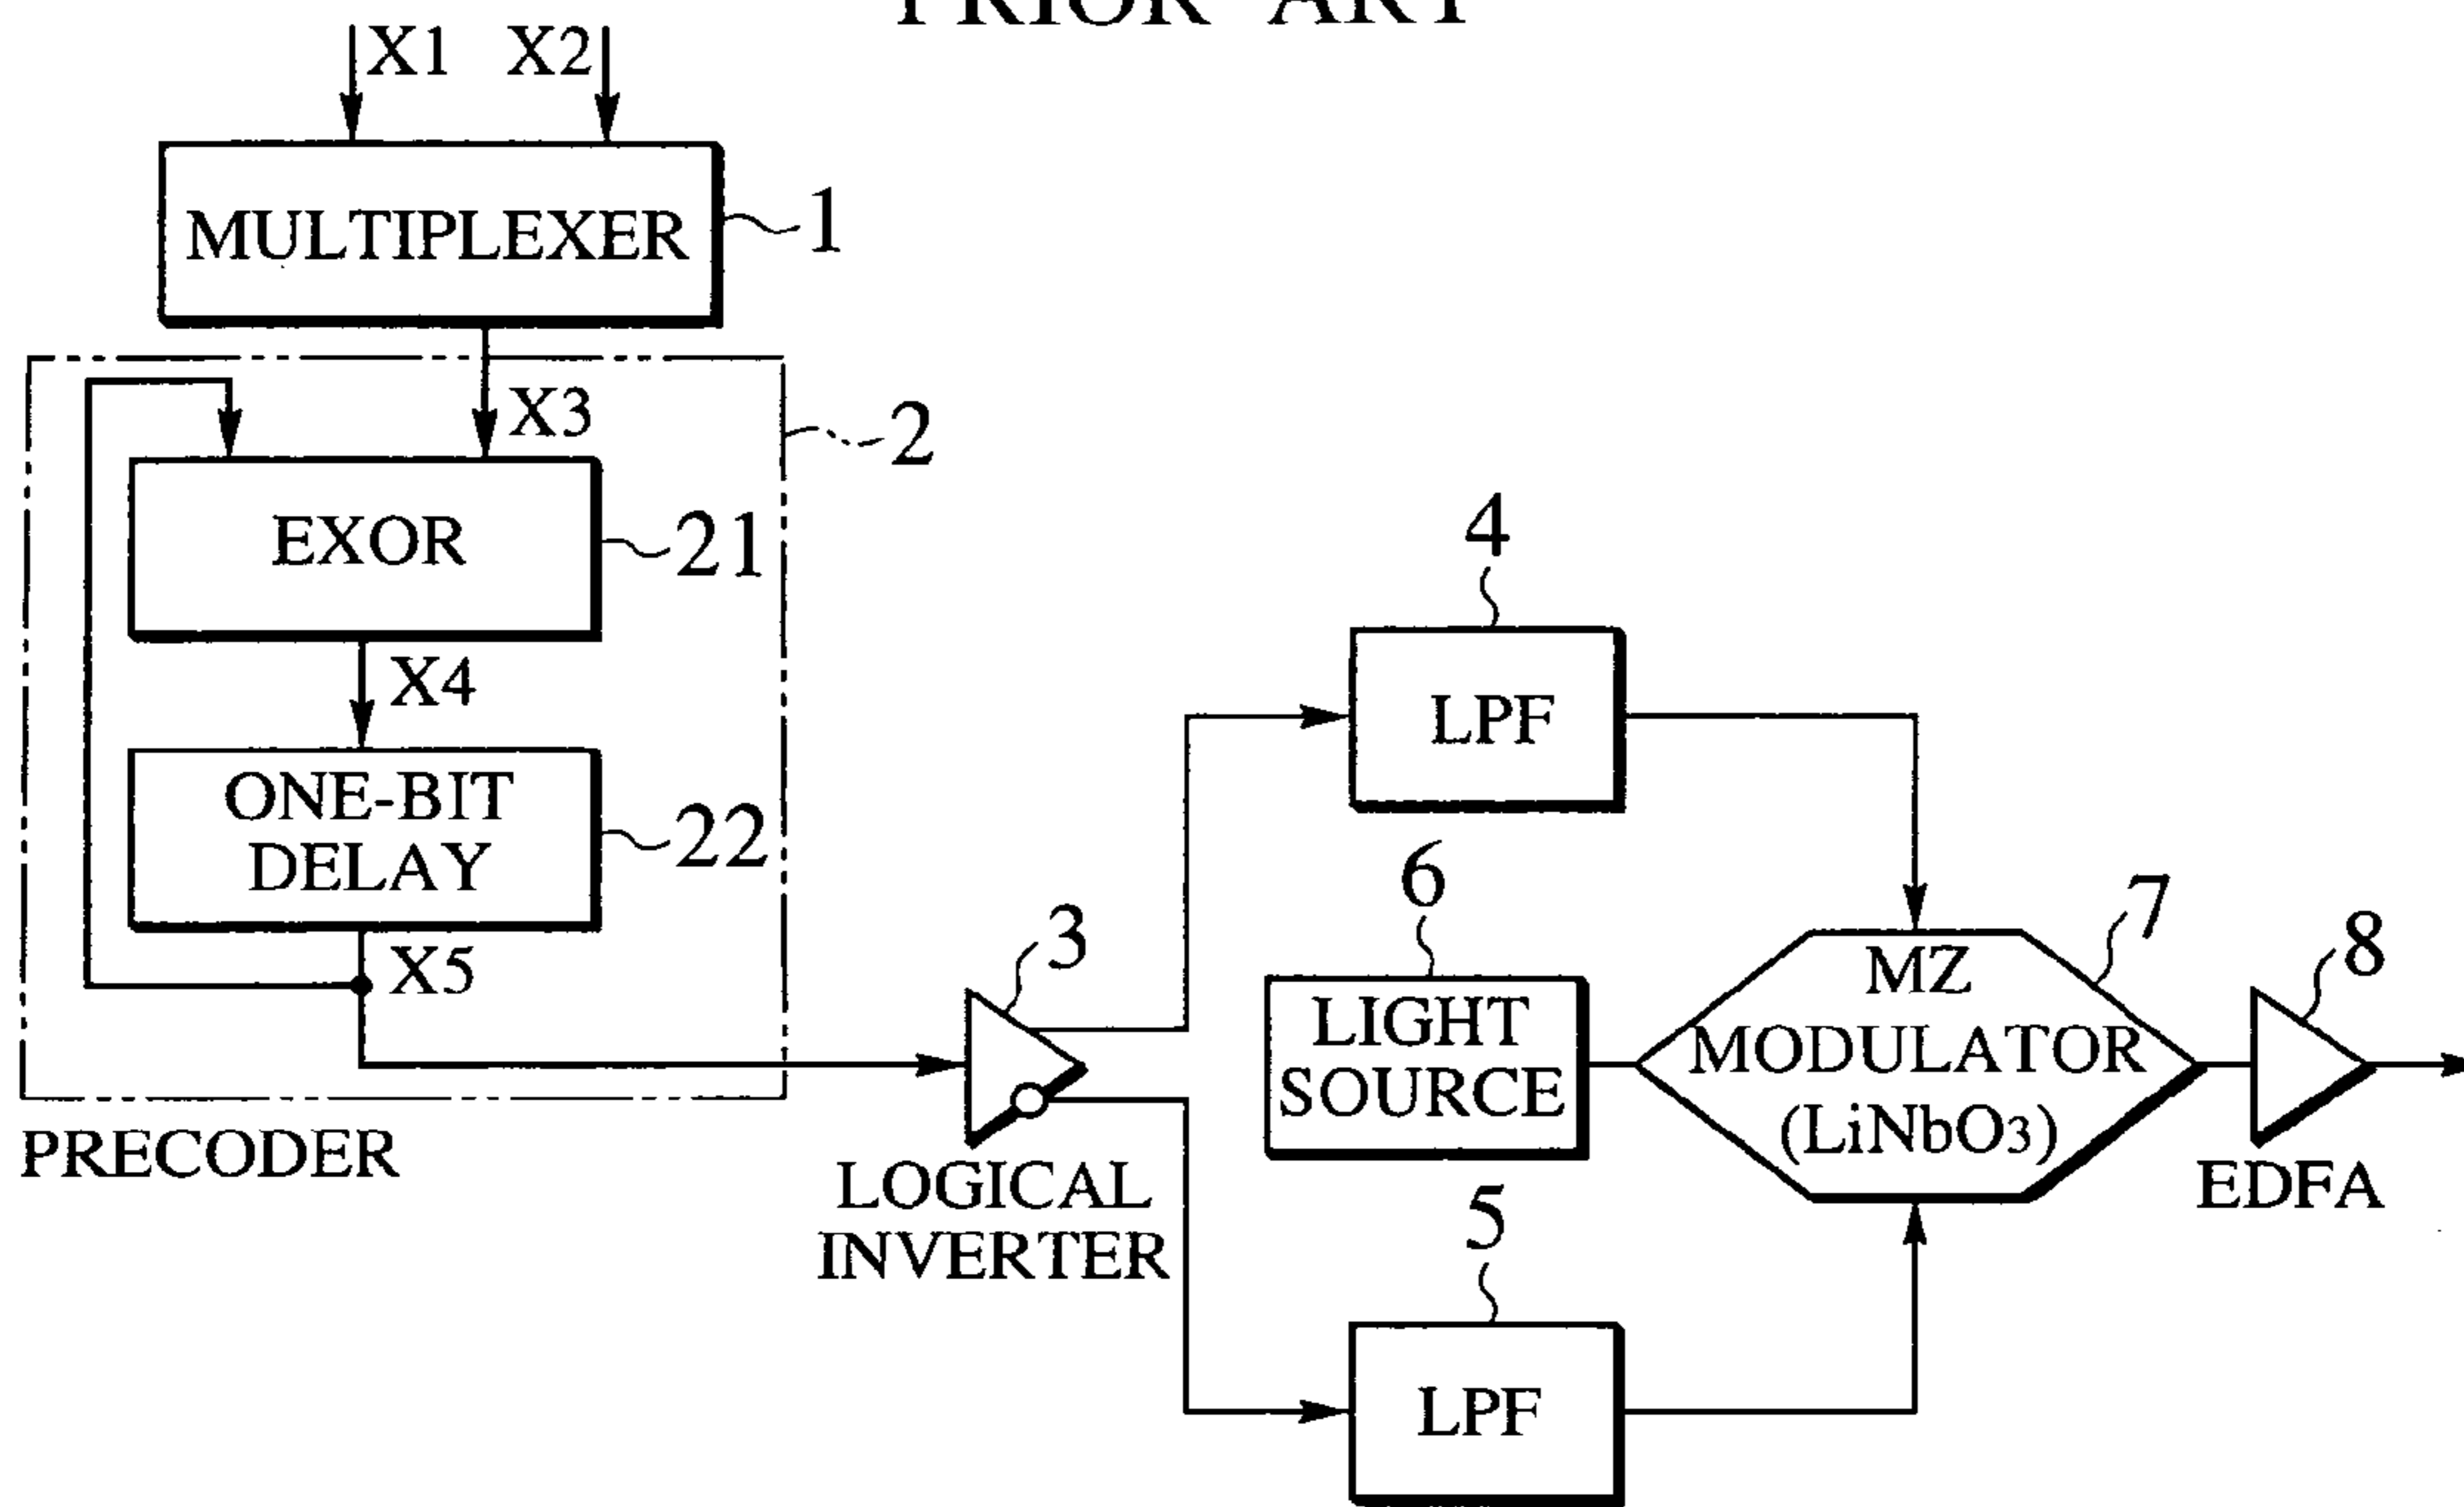 PRIOR ART
X1 X2
MULTIPLEXER
1
X3
2
EXOR
21
X4
ONE-BIT
DELAY
22
X5
PRECODER
3
LOGICAL
INVERTER
4
LPF
6
LIGHT
SOURCE
5
LPF
7
MZ
MODULATOR
(LiNbO3)
8
EDFA